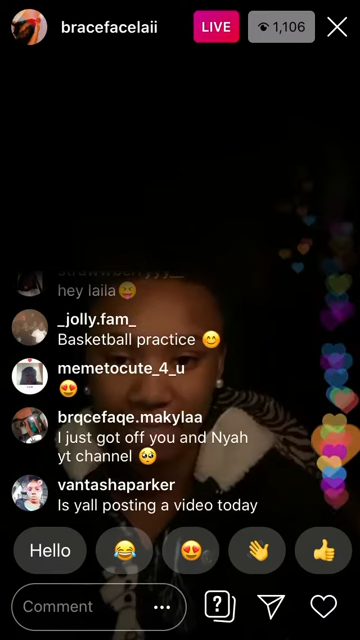 bracefacelaii
LIVE
1,106
hey laila😝
_jolly.fam_
Basketball practice 😊
memetocute_4_u
😍
brqcefaqe.makylaa
I just got off you and Nyah
yt channel 🥺
vantashaparker
Is yall posting a video today
Hello 😂 😍 👋 👍
Comment